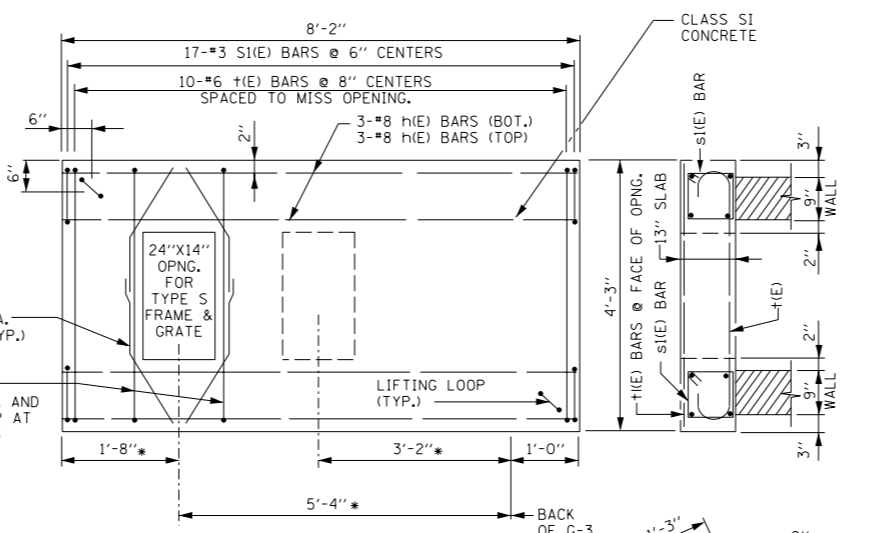 8'-2"
CLASS SI
CONCRETE
17-#3 S1(E) BARS @ 6" CENTERS
10-#6 t(E) BARS @ 8" CENTERS
SPACED TO MISS OPENING.
6"
2"
3-#8 h(E) BARS (BOT.)
3-#8 h(E) BARS (TOP)
s1(E) BAR
3"
6"
9"
WALL
24"X14"
OPNG.
FOR
TYPE S
FRAME &
GRATE
4'-3"
t1(E) BARS @ FACE OF OPNG.
13" SLAB
s1(E) BAR
2"
t(E)
2"
9"
WALL
3"
A.
YP.)
AND
AT
LIFTING LOOP
(TYP.)
1'-8"*
3'-2"*
1'-0"
5'-4"*
BACK
OF G-3